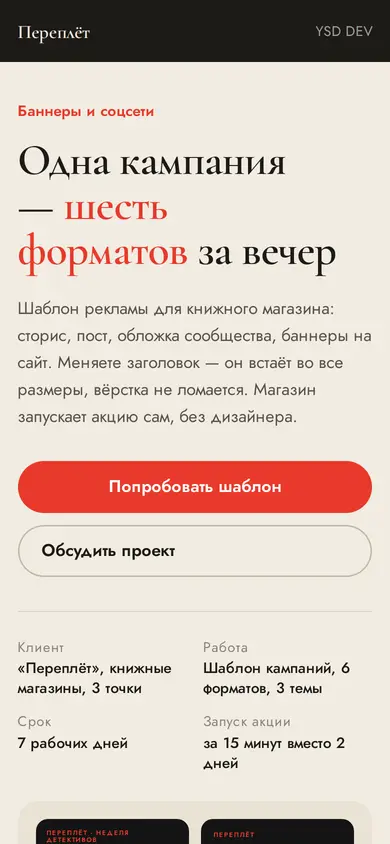 Переплёт
YSD DEV
Баннеры и соцсети
Одна кампания
— шесть
форматов за вечер
Шаблон рекламы для книжного магазина:
сторис, пост, обложка сообщества, баннеры на
сайт. Меняете заголовок — он встаёт во все
размеры, вёрстка не ломается. Магазин
запускает акцию сам, без дизайнера.
Попробовать шаблон
Обсудить проект
Клиент
«Переплёт», книжные
магазины, 3 точки
Работа
Шаблон кампаний, 6
форматов, 3 темы
Срок
7 рабочих дней
Запуск акции
за 15 минут вместо 2
дней
ПЕРЕПЛЁТ · НЕДЕЛЯ
ДЕТЕКТИВОВ
ПЕРЕПЛЁТ